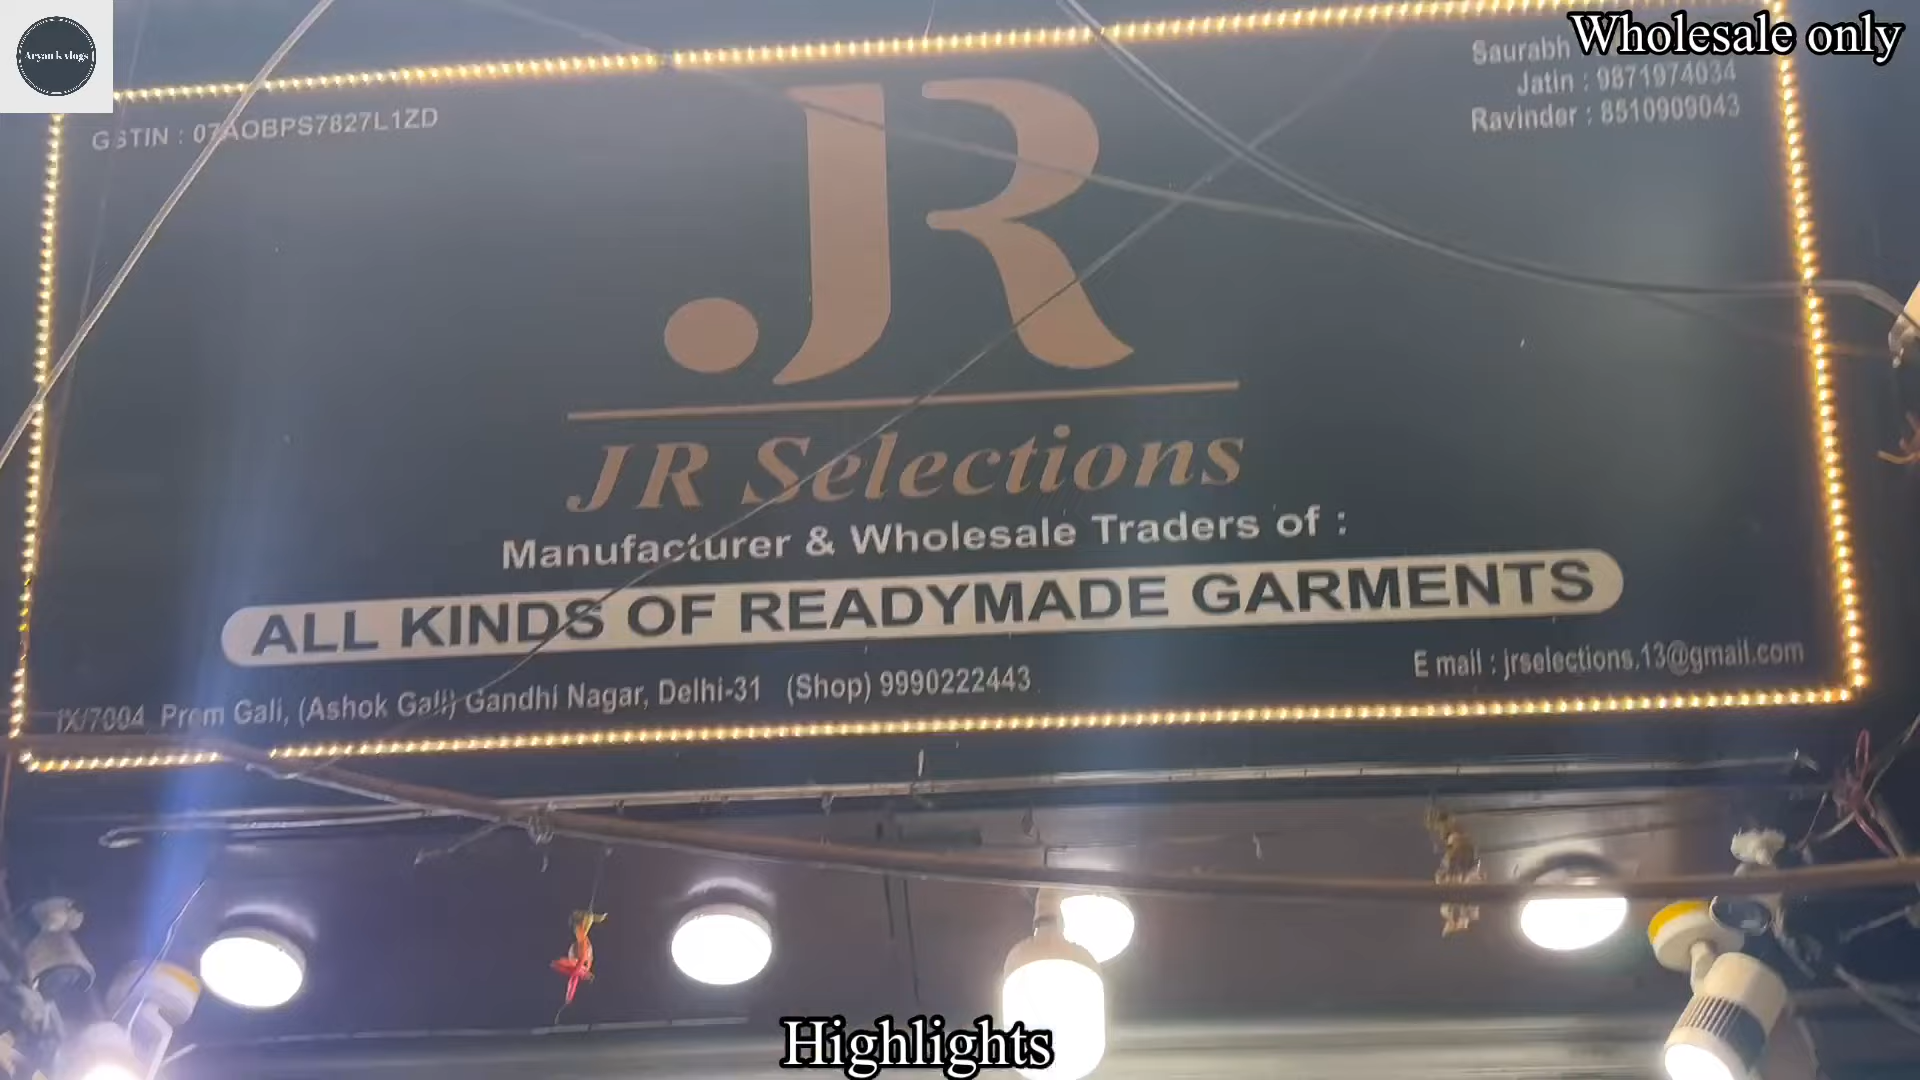 Aryan k vlogs
Wholesale only
Saurabh
Jatin : 9871974034
Ravinder : 8510909043
GSTIN : 07AOBPS7827L1ZD
JR
JR Selections
Manufacturer & Wholesale Traders of :
ALL KINDS OF READYMADE GARMENTS
E mail : jrselections.13@gmail.com
IX/7004 Prem Gali, (Ashok Gali) Gandhi Nagar, Delhi-31 (Shop) 9990222443
Highlights